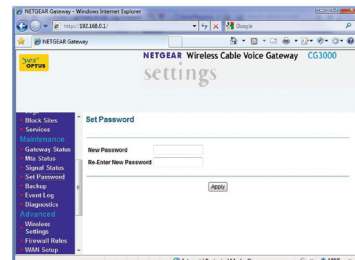 NETGEAR Gateway - Windows Internet Explorer
http://192.168.0.1/
Google
NETGEAR Gateway
"yes"
OPTUS
NETGEAR Wireless Cable Voice Gateway CG3000
settings
Block Sites
Services
Maintenance
Gateway Status
Mta Status
Signal Status
Set Password
Backup
Event Log
Diagnostics
Advanced
Wireless
Settings
Firewall Rules
WAN Setup
Set Password
New Password
Re-Enter New Password
Apply